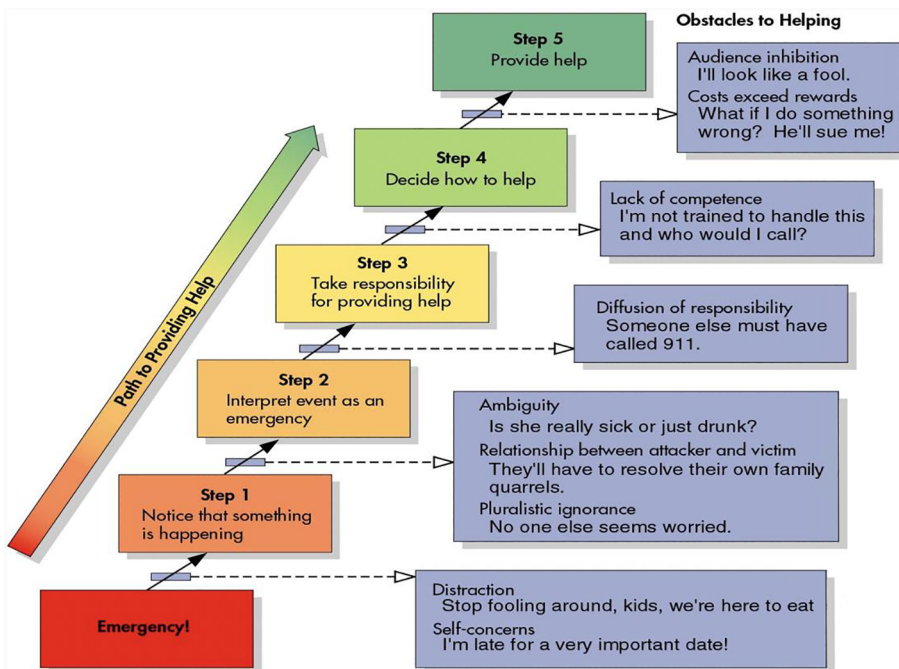 Obstacles to Helping
Step 5
Provide help
Audience inhibition
I'll look like a fool.
Costs exceed rewards
What if I do something
wrong? He'll sue me!
Step 4
Decide how to help
Lack of competence
I'm not trained to handle this
and who would I call?
Step 3
Take responsibility
for providing help
Diffusion of responsibility
Someone else must have
called 911.
Path to Providing Help
Step 2
Interpret event as an
emergency
Ambiguity
Is she really sick or just drunk?
Relationship between attacker and victim
They'll have to resolve their own family
quarrels.
Pluralistic ignorance
No one else seems worried.
Step 1
Notice that something
is happening
Distraction
Stop fooling around, kids, we're here to eat
Self-concerns
I'm late for a very important date!
Emergency!